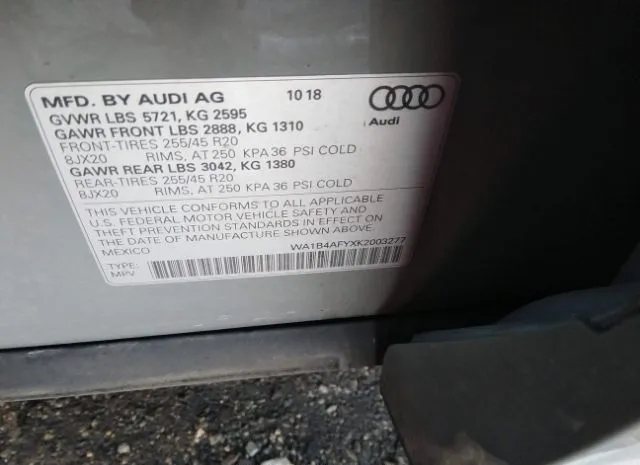 MFD. BY AUDI AG 10 18
GVWR LBS 5721, KG 2595
GAWR FRONT LBS 2888, KG 1310
FRONT-TIRES 255/45 R20
8JX20 RIMS, AT 250 KPA 36 PSI COLD
GAWR REAR LBS 3042, KG 1380
REAR-TIRES 255/45 R20
8JX20 RIMS, AT 250 KPA 36 PSI COLD
Audi
THIS VEHICLE CONFORMS TO ALL APPLICABLE
U.S. FEDERAL MOTOR VEHICLE SAFETY AND
THEFT PREVENTION STANDARDS IN EFFECT ON
THE DATE OF MANUFACTURE SHOWN ABOVE.
MEXICO WA1B4AFYXK2003277
TYPE:
MPV